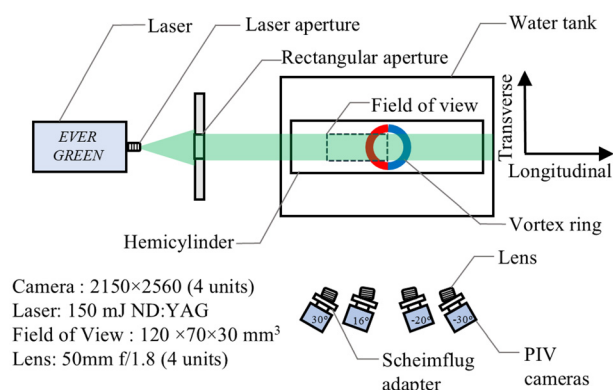 Laser
Laser aperture
Rectangular aperture
Water tank
EVER
GREEN
Field of view
Transverse
Longitudinal
Hemicylinder
Vortex ring
Lens
Camera : 2150×2560 (4 units)
Laser: 150 mJ ND:YAG
Field of View : 120 ×70×30 mm³
Lens: 50mm f/1.8 (4 units)
30° 16° -20° -30°
Scheimflug
adapter
PIV
cameras